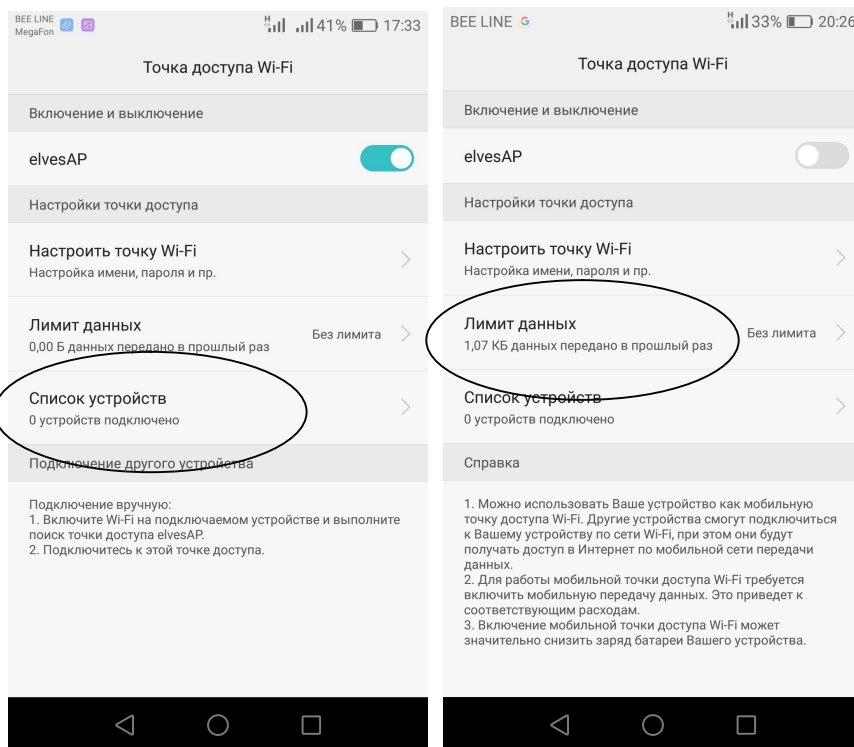 BEE LINE
MegaFon
41% 17:33
Точка доступа Wi-Fi
Включение и выключение
elvesAP
Настройки точки доступа
Настроить точку Wi-Fi
Настройка имени, пароля и пр.
Лимит данных
0,00 Б данных передано в прошлый раз
Без лимита
Список устройств
0 устройств подключено
Подключение другого устройства
Подключение вручную:
1. Включите Wi-Fi на подключаемом устройстве и выполните
поиск точки доступа elvesAP.
2. Подключитесь к этой точке доступа.
BEE LINE G
H 33% 20:26
Точка доступа Wi-Fi
Включение и выключение
elvesAP
Настройки точки доступа
Настроить точку Wi-Fi
Настройка имени, пароля и пр.
Лимит данных
1,07 КБ данных передано в прошлый раз
Без лимита
Список устройств
0 устройств подключено
Справка
1. Можно использовать Ваше устройство как мобильную
точку доступа Wi-Fi. Другие устройства смогут подключиться
к Вашему устройству по сети Wi-Fi, при этом они будут
получать доступ в Интернет по мобильной сети передачи
данных.
2. Для работы мобильной точки доступа Wi-Fi требуется
включить мобильную передачу данных. Это приведет к
соответствующим расходам.
3. Включение мобильной точки доступа Wi-Fi может
значительно снизить заряд батареи Вашего устройства.